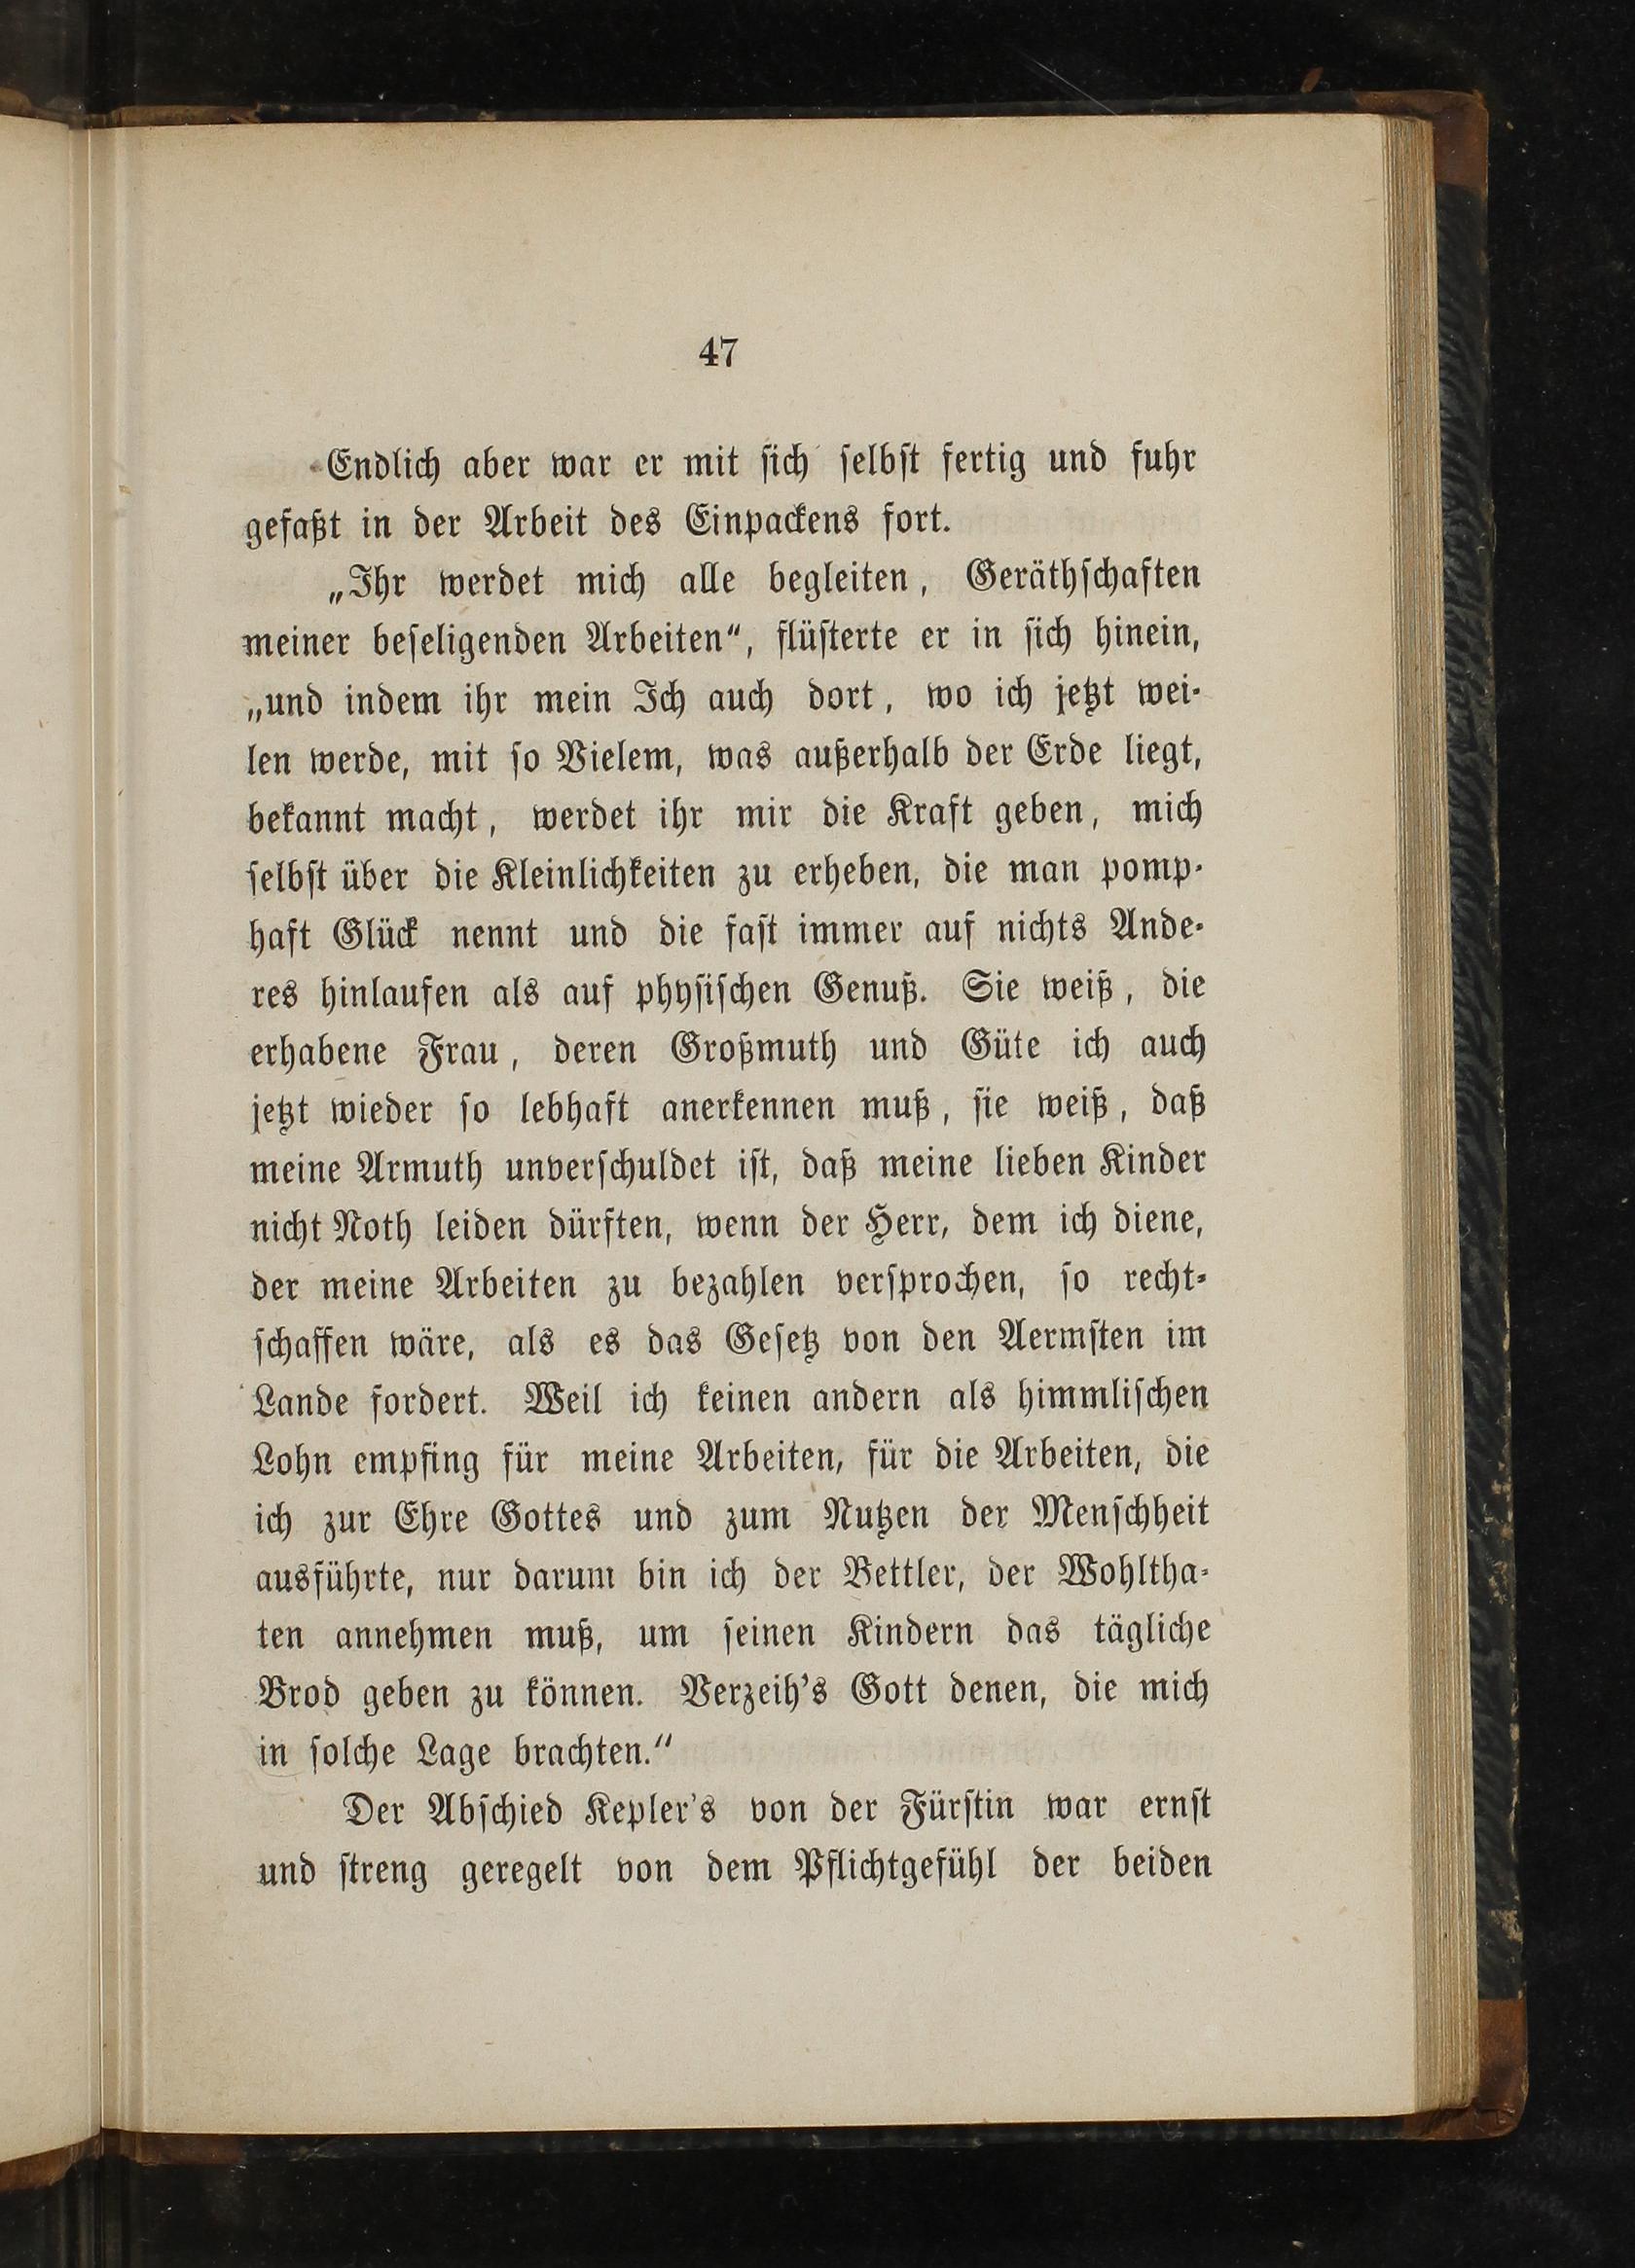 47
Endlich aber war er mit sich selbst fertig und fuhr
gefaßt in der Arbeit des Einpackens fort.
„Ihr werdet mich alle begleiten, Geräthschaften
meiner beseligenden Arbeiten“, flüsterte er in sich hinein,
„und indem ihr mein Ich auch dort, wo ich jetzt wei-
len werde, mit so Vielem, was außerhalb der Erde liegt,
bekannt macht, werdet ihr mir die Kraft geben, mich
selbst über die Kleinlichkeiten zu erheben, die man pomp-
haft Glück nennt und die fast immer auf nichts Ande-
res hinlaufen als auf physischen Genuß. Sie weiß, die
erhabene Frau, deren Großmuth und Güte ich auch
jetzt wieder so lebhaft anerkennen muß, sie weiß, daß
meine Armuth unverschuldet ist, daß meine lieben Kinder
nicht Noth leiden dürften, wenn der Herr, dem ich diene,
der meine Arbeiten zu bezahlen versprochen, so recht-
schaffen wäre, als es das Gesetz von den Aermsten im
Lande fordert. Weil ich keinen andern als himmlischen
Lohn empfing für meine Arbeiten, für die Arbeiten, die
ich zur Ehre Gottes und zum Nutzen der Menschheit
ausführte, nur darum bin ich der Bettler, der Wohltha-
ten annehmen muß, um seinen Kindern das tägliche
Brod geben zu können. Verzeih's Gott denen, die mich
in solche Lage brachten.“
Der Abschied Kepler's von der Fürstin war ernst
und streng geregelt von dem Pflichtgefühl der beiden